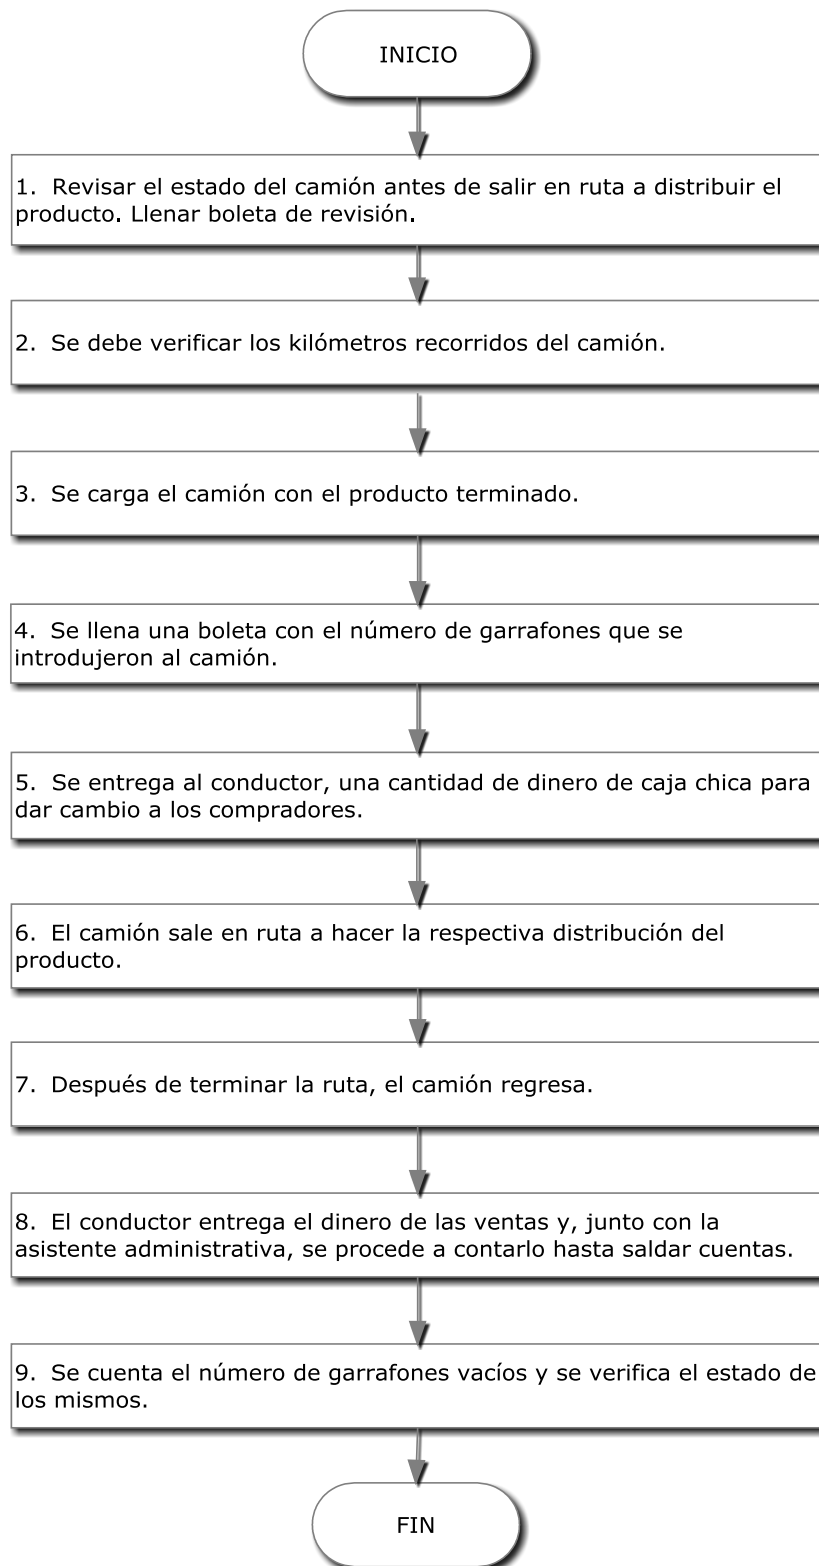 INICIO
1. Revisar el estado del camión antes de salir en ruta a distribuir el
producto. Llenar boleta de revisión.
2. Se debe verificar los kilómetros recorridos del camión.
3. Se carga el camión con el producto terminado.
4. Se llena una boleta con el número de garrafones que se
introdujeron al camión.
5. Se entrega al conductor, una cantidad de dinero de caja chica para
dar cambio a los compradores.
6. El camión sale en ruta a hacer la respectiva distribución del
producto.
7. Después de terminar la ruta, el camión regresa.
8. El conductor entrega el dinero de las ventas y, junto con la
asistente administrativa, se procede a contarlo hasta saldar cuentas.
9. Se cuenta el número de garrafones vacíos y se verifica el estado de
los mismos.
FIN